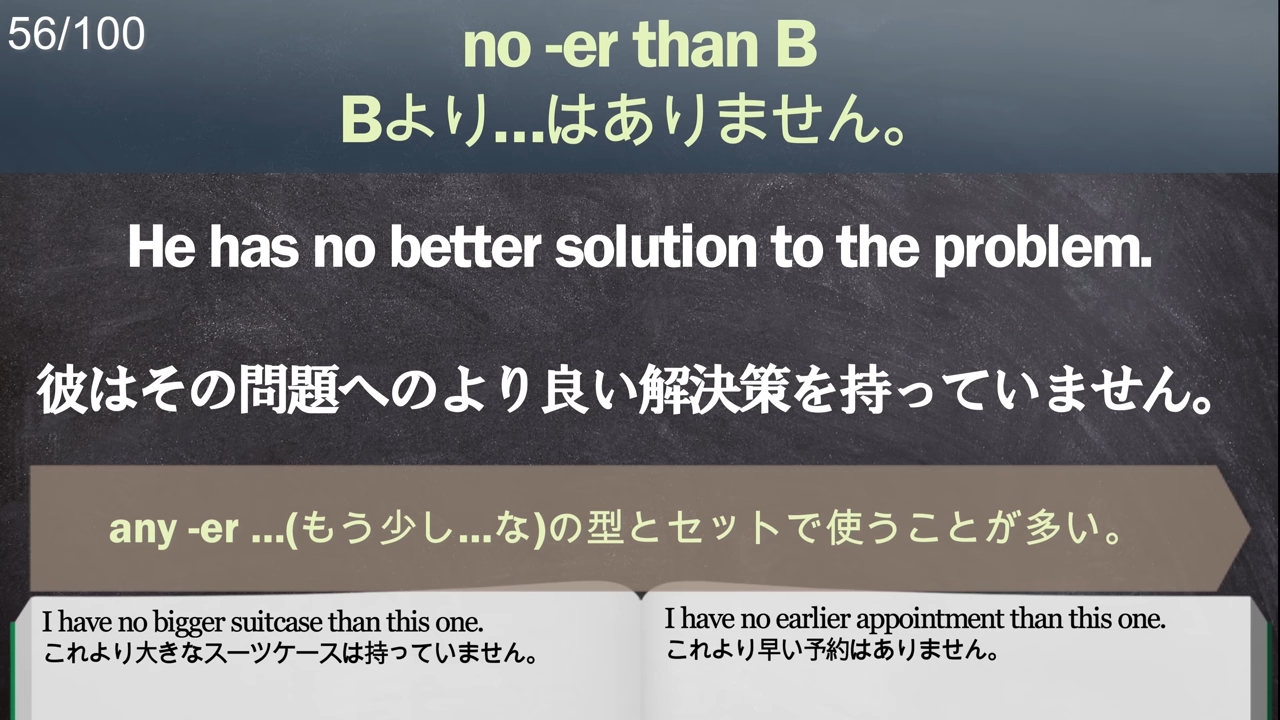 56/100
no -er than B
Bより...はありません。
He has no better solution to the problem.
彼はその問題へのより良い解決策を持っていません。
any -er ...(もう少し...な)の型とセットで使うことが多い。
I have no bigger suitcase than this one.
これより大きなスーツケースは持っていません。
I have no earlier appointment than this one.
これより早い予約はありません。